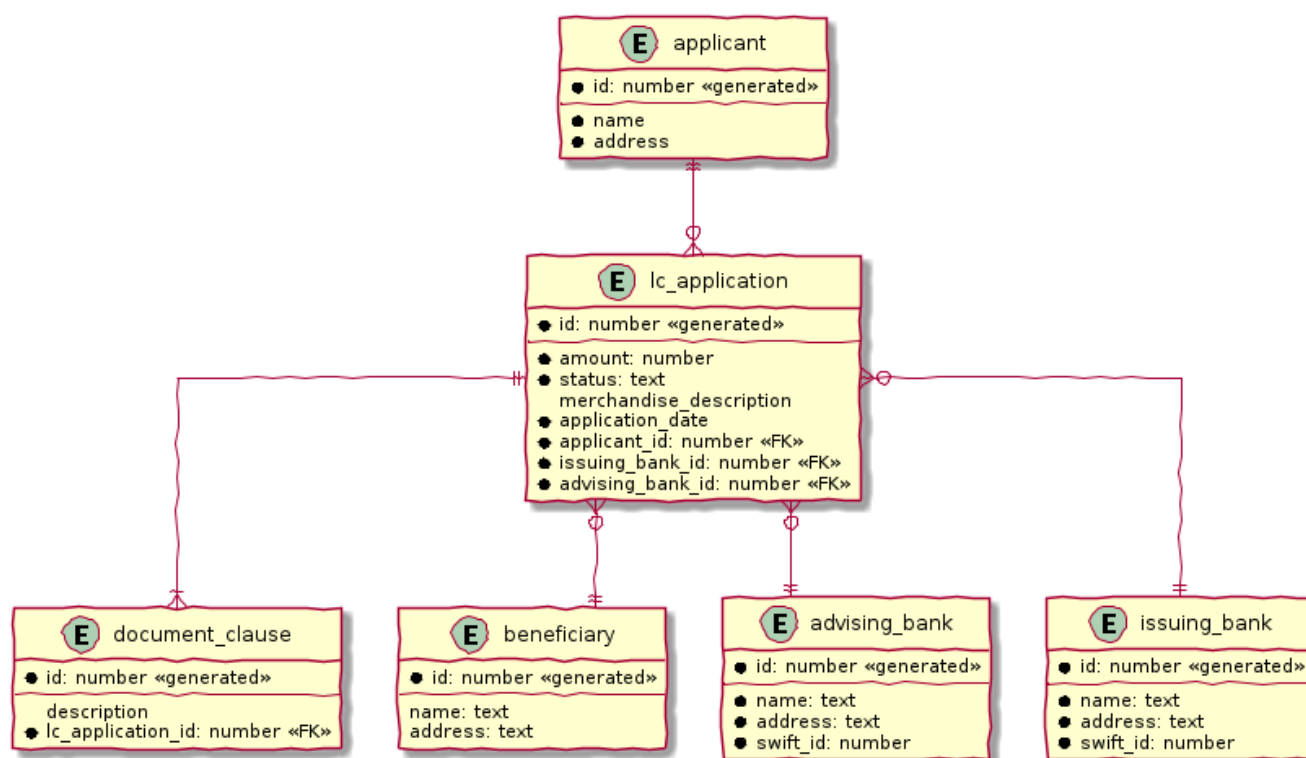 E applicant
id: number «generated»
name
address
E lc_application
id: number «generated»
amount: number
status: text
merchandise_description
application_date
applicant_id: number «FK»
issuing_bank_id: number «FK»
advising_bank_id: number «FK»
E document_clause
id: number «generated»
description
lc_application_id: number «FK»
E beneficiary
id: number «generated»
name: text
address: text
E advising_bank
id: number «generated»
name: text
address: text
swift_id: number
E issuing_bank
id: number «generated»
name: text
address: text
swift_id: number